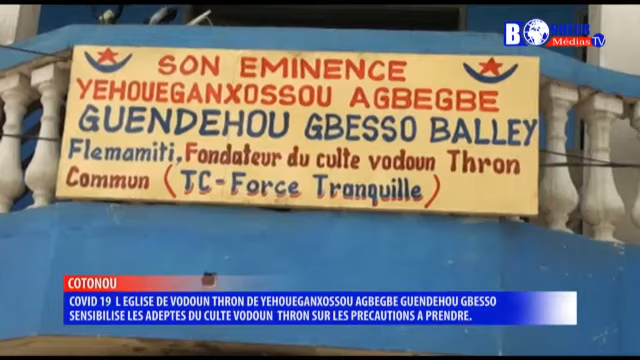 Médias TV
SON EMINENCE
YEHOUEGANXOSSOU AGBEGBE
GUENDEHOU GBESSO BALLEY
Flemamiti, Fondateur du culte vodoun Thron
Commun (TC-Force Tranquille)
COTONOU
COVID 19 L EGLISE DE VODOUN THRON DE YEHOUEGANXOSSOU AGBEGBE GUENDEHOU GBESSO
SENSIBILISE LES ADEPTES DU CULTE VODOUN THRON SUR LES PRECAUTIONS A PRENDRE.